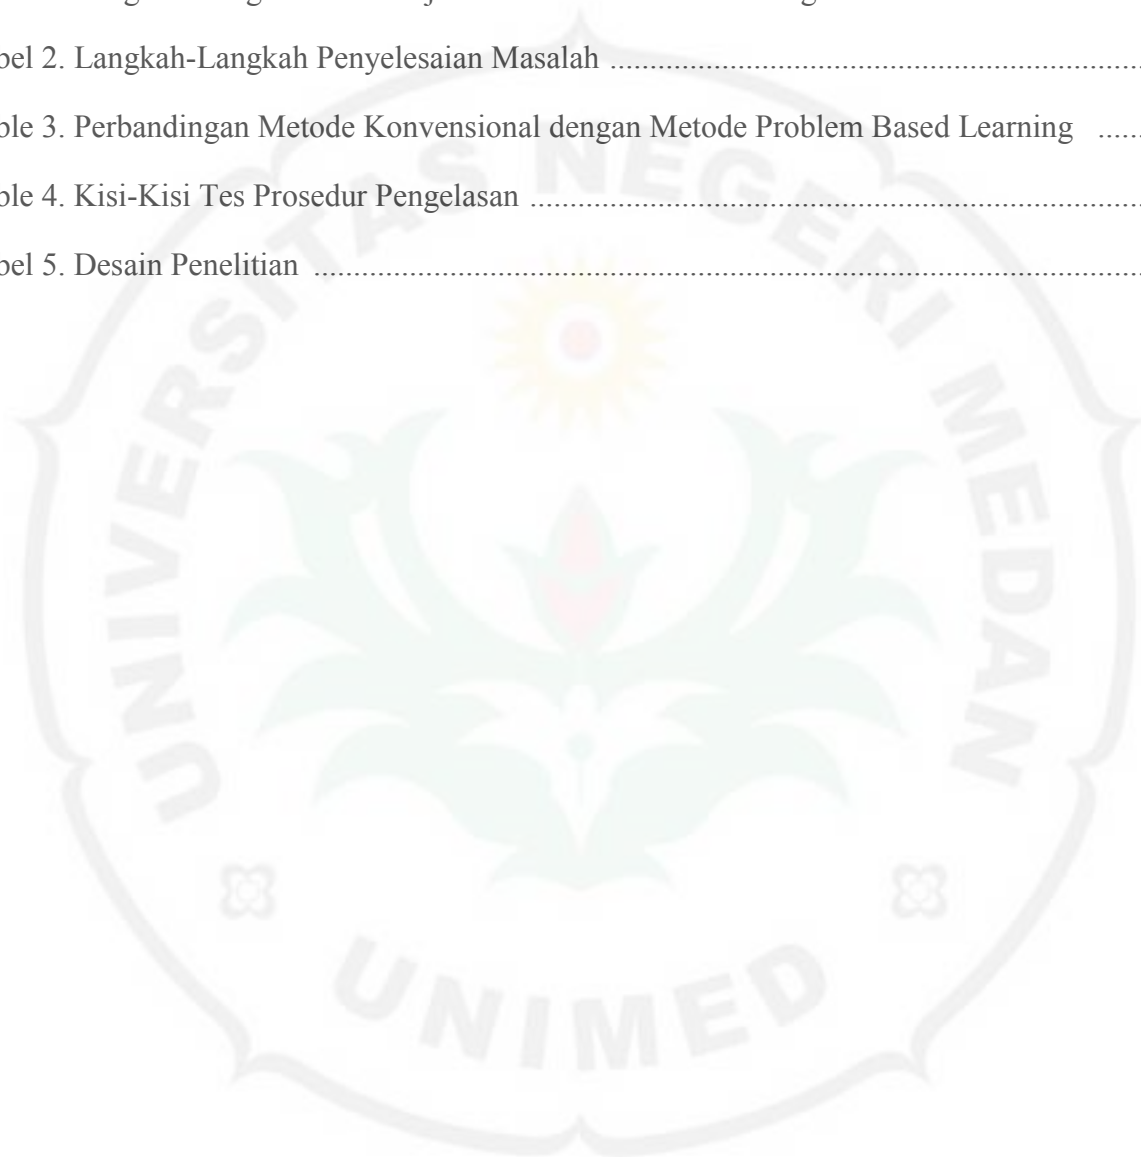 bel 2. Langkah-Langkah Penyelesaian Masalah ....................................................................
ble 3. Perbandingan Metode Konvensional dengan Metode Problem Based Learning ......
ble 4. Kisi-Kisi Tes Prosedur Pengelasan ..............................................................................
bel 5. Desain Penelitian .........................................................................................................
UNIVERSITAS NEGERI MEDAN
UNIMED